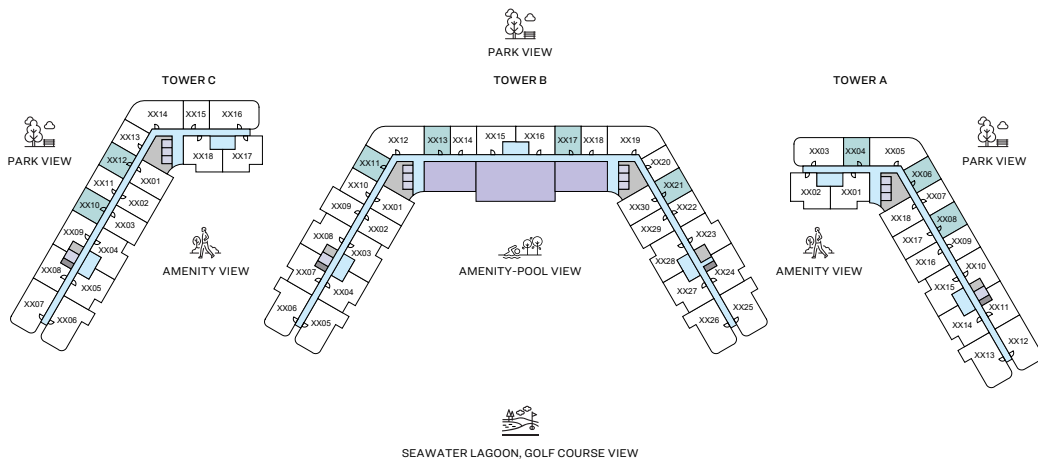 PARK VIEW
TOWER C
TOWER B
TOWER A
PARK VIEW
PARK VIEW
XX14
XX15
XX16
XX13
XX12
XX11
XX10
XX09
XX08
XX07
XX06
XX05
XX04
XX03
XX02
XX01
XX18
XX17
AMENITY VIEW
XX12
XX13
XX14
XX15
XX16
XX17
XX18
XX19
XX11
XX10
XX09
XX08
XX07
XX06
XX05
XX04
XX03
XX02
XX01
XX20
XX21
XX22
XX23
XX24
XX25
XX26
XX27
XX28
XX29
XX30
AMENITY-POOL VIEW
AMENITY VIEW
XX03
XX04
XX05
XX02
XX01
XX06
XX07
XX08
XX09
XX10
XX11
XX12
XX13
XX14
XX15
XX16
XX17
XX18
SEAWATER LAGOON, GOLF COURSE VIEW